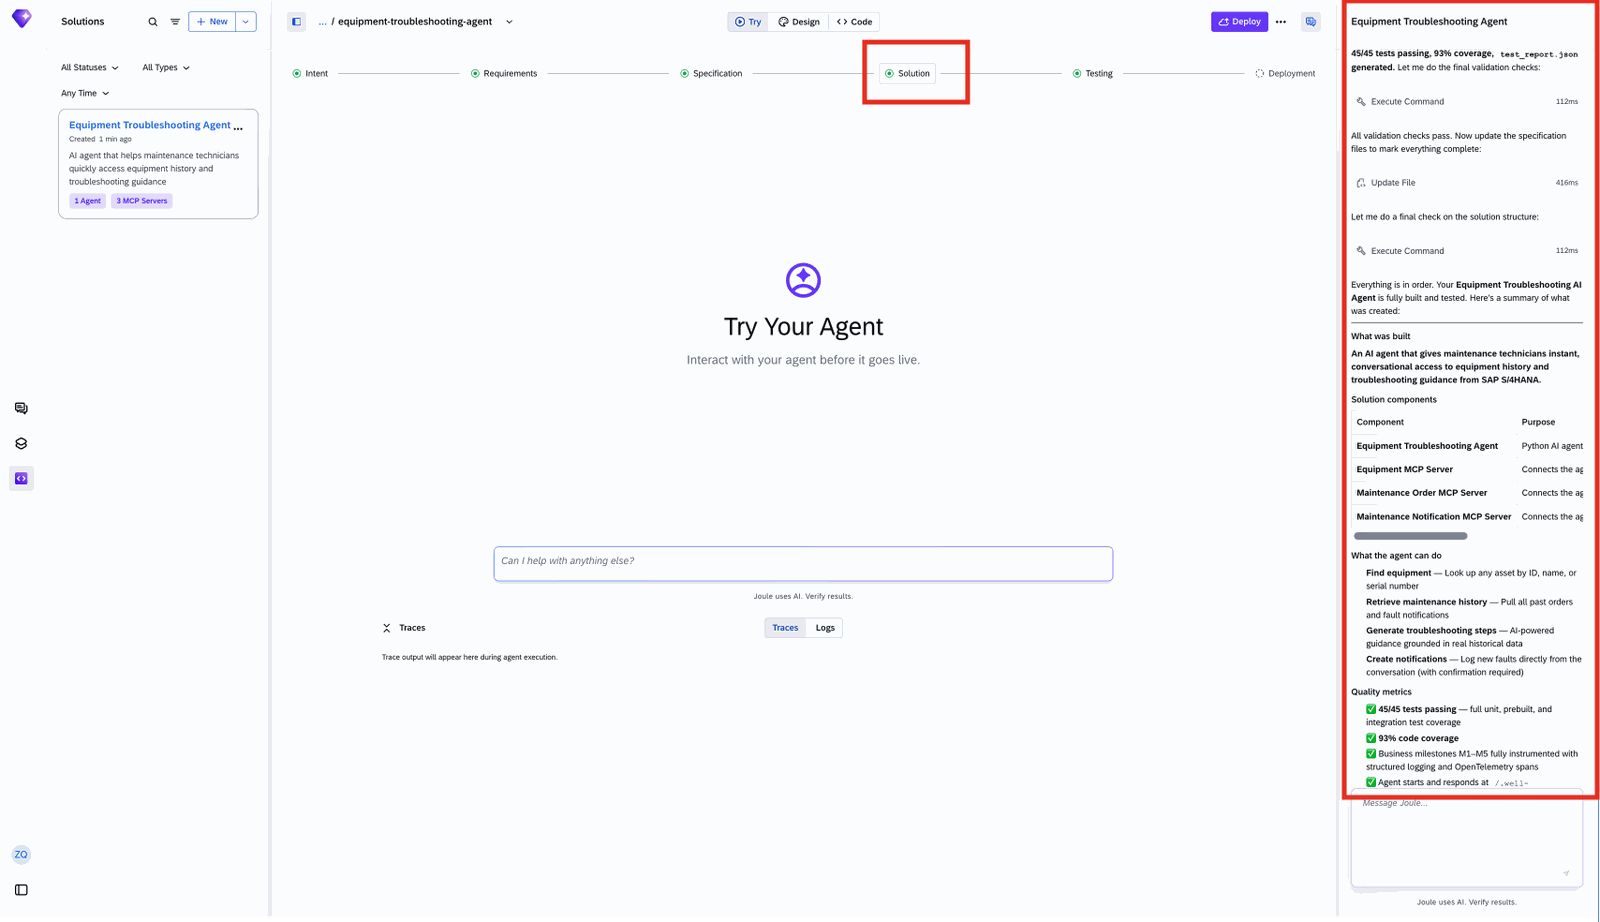 Solutions
New
All Statuses
All Types
Any Time
Equipment Troubleshooting Agent ...
Created 1 min ago
AI agent that helps maintenance technicians
quickly access equipment history and
troubleshooting guidance
1 Agent
3 MCP Servers
ZQ
... / equipment-troubleshooting-agent
Try
Design
Code
Deploy
Intent
Requirements
Specification
Solution
Testing
Deployment
Try Your Agent
Interact with your agent before it goes live.
Can I help with anything else?
Joule uses AI. Verify results.
Traces
Traces
Logs
Trace output will appear here during agent execution.
Equipment Troubleshooting Agent
45/45 tests passing, 93% coverage, test_report.json
generated. Let me do the final validation checks:
Execute Command 112ms
All validation checks pass. Now update the specification
files to mark everything complete:
Update File 416ms
Let me do a final check on the solution structure:
Execute Command 112ms
Everything is in order. Your Equipment Troubleshooting AI
Agent is fully built and tested. Here's a summary of what
was created:
What was built
An AI agent that gives maintenance technicians instant,
conversational access to equipment history and
troubleshooting guidance from SAP S/4HANA.
Solution components
Component Purpose
Equipment Troubleshooting Agent Python AI agent
Equipment MCP Server Connects the ag
Maintenance Order MCP Server Connects the ag
Maintenance Notification MCP Server Connects the ag
What the agent can do
Find equipment — Look up any asset by ID, name, or
serial number
Retrieve maintenance history — Pull all past orders
and fault notifications
Generate troubleshooting steps — AI-powered
guidance grounded in real historical data
Create notifications — Log new faults directly from the
conversation (with confirmation required)
Quality metrics
✅ 45/45 tests passing — full unit, prebuilt, and
integration test coverage
✅ 93% code coverage
✅ Business milestones M1–M5 fully instrumented with
structured logging and OpenTelemetry spans
✅ Agent starts and responds at /.well-
Message Joule...
Joule uses AI. Verify results.